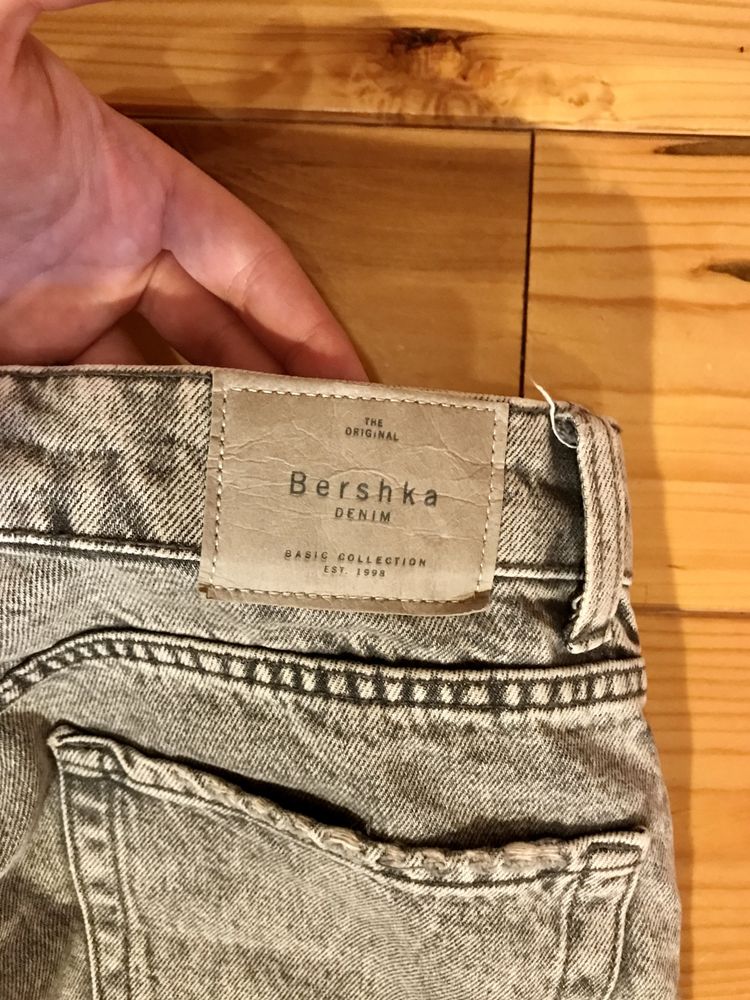 THE
ORIGINAL
Bershka
DENIM
BASIC COLLECTION
EST. 1998